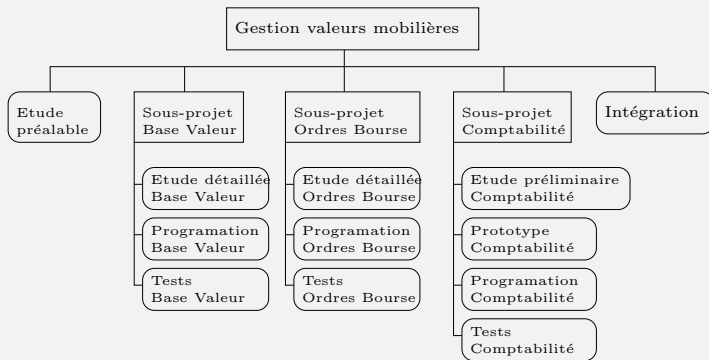 Gestion valeurs mobilières
Etude
préalable
Sous-projet
Base Valeur
Sous-projet
Ordres Bourse
Sous-projet
Comptabilité
Intégration
Etude détaillée
Base Valeur
Etude détaillée
Ordres Bourse
Etude préliminaire
Comptabilité
Programation
Base Valeur
Programation
Ordres Bourse
Prototype
Comptabilité
Tests
Base Valeur
Tests
Ordres Bourse
Programation
Comptabilité
Tests
Comptabilité